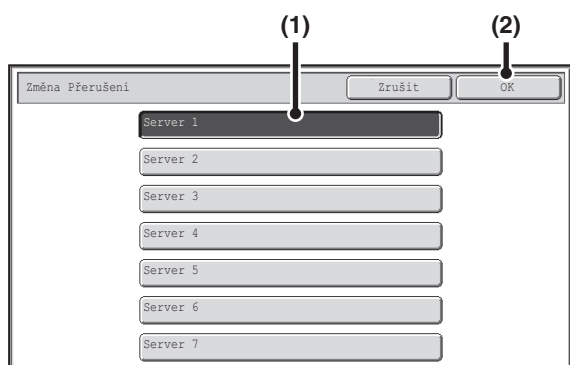 (1) (2)
Změna Přerušení Zrušit OK
Server 1
Server 2
Server 3
Server 4
Server 5
Server 6
Server 7